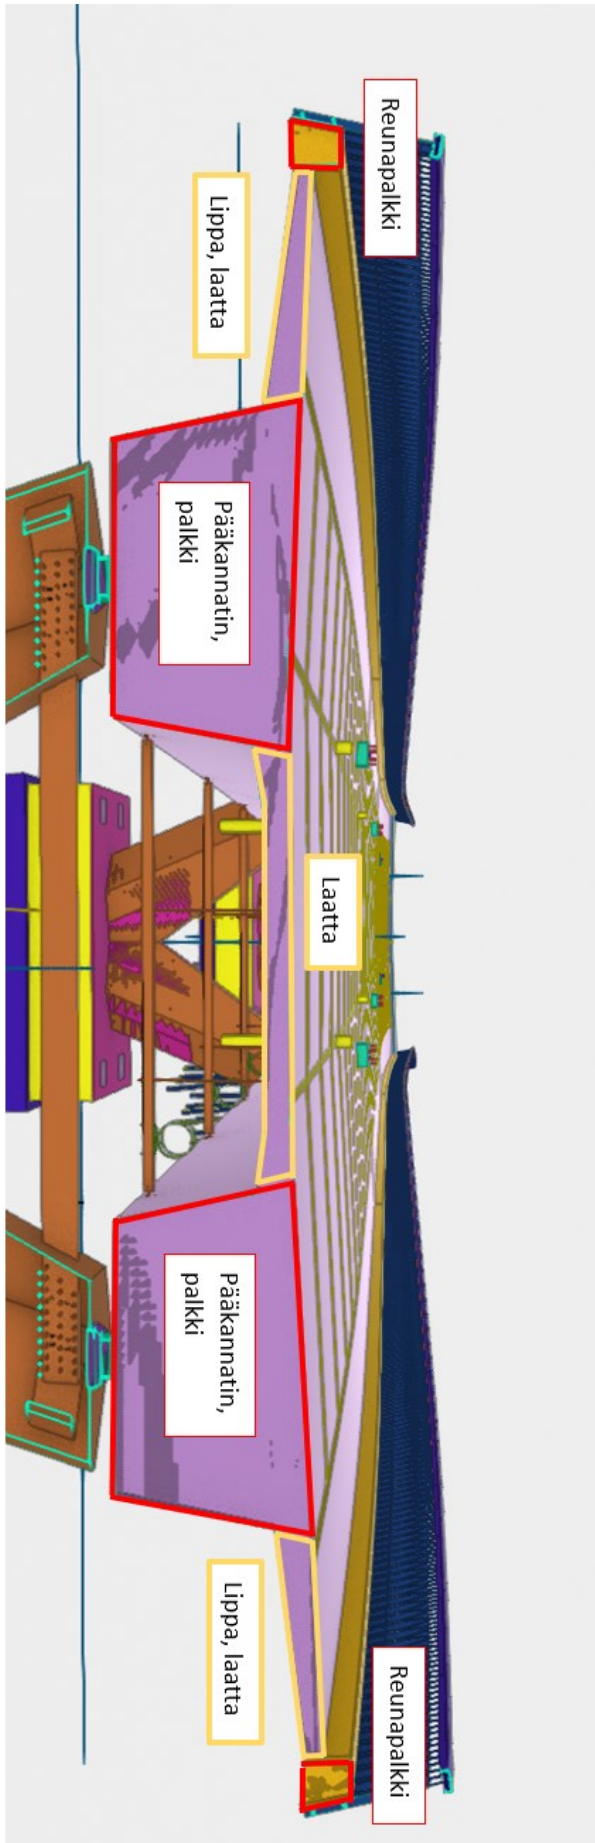 Reunapalkki
Lippa, laatta
Pääkannatin,
palkki
Laatta
Pääkannatin,
palkki
Lippa, laatta
Reunapalkki